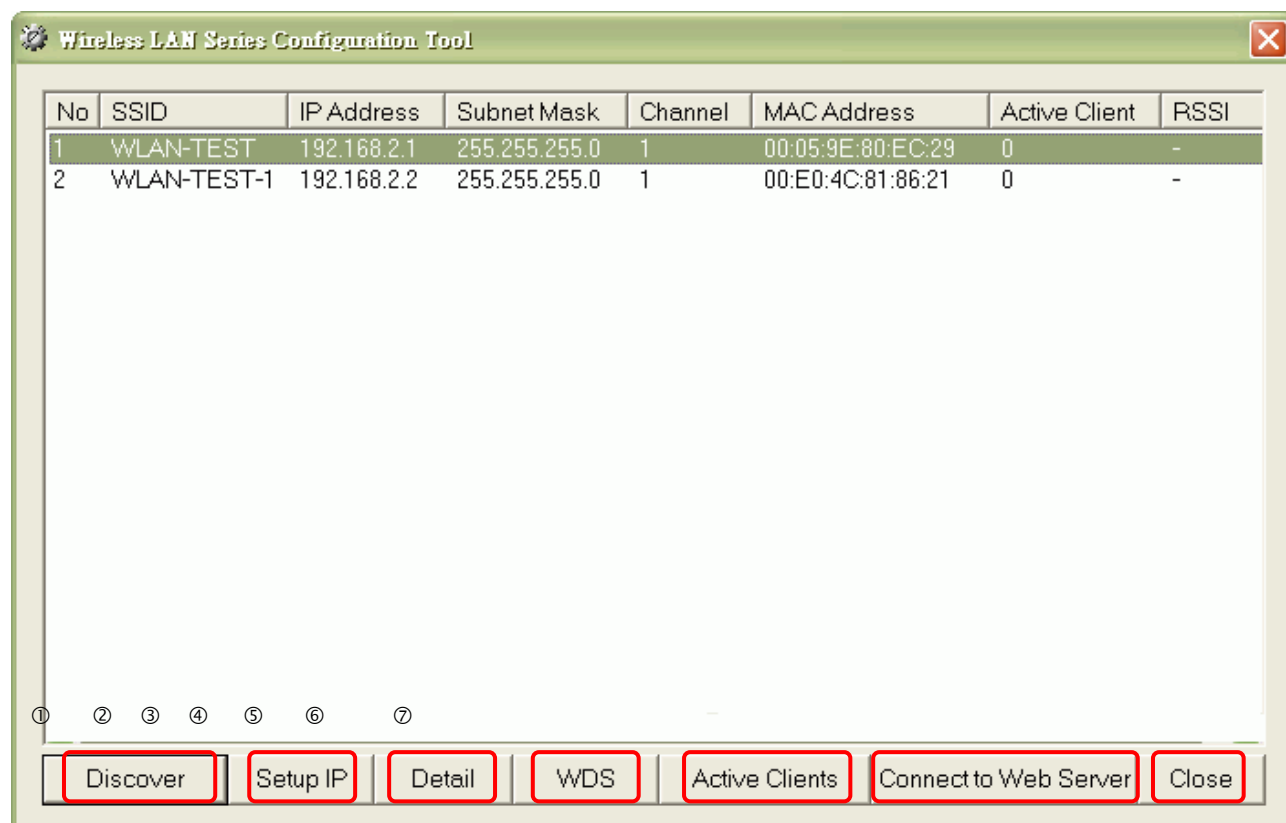 Wireless LAN Series Configuration Tool
No SSID IP Address Subnet Mask Channel MAC Address Active Client RSSI
1 WLAN-TEST 192.168.2.1 255.255.255.0 1 00:05:9E:80:EC:29 0 -
2 WLAN-TEST-1 192.168.2.2 255.255.255.0 1 00:E0:4C:81:86:21 0 -
① ② ③ ④ ⑤ ⑥ ⑦
Discover Setup IP Detail WDS Active Clients Connect to Web Server Close